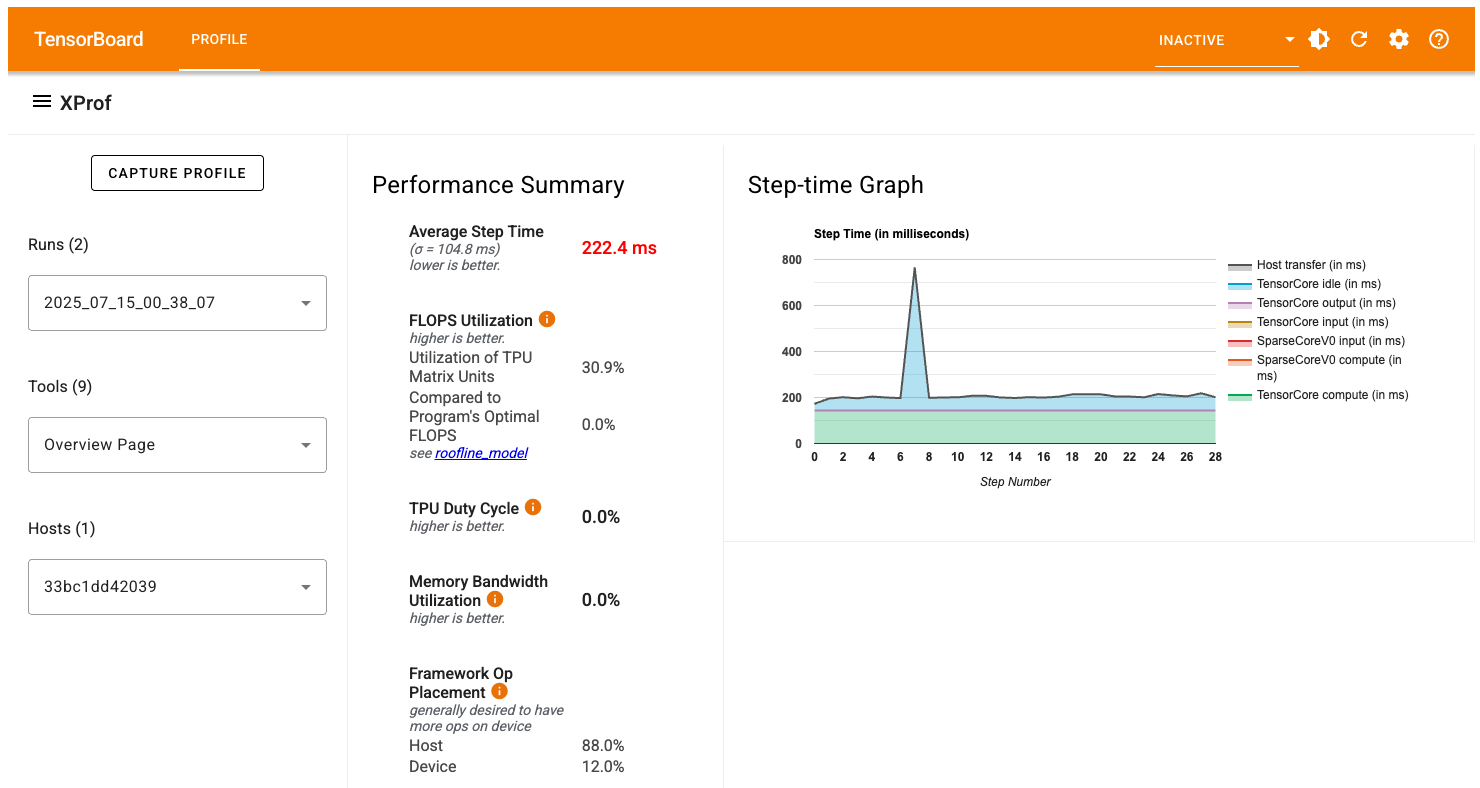 TensorBoard
PROFILE
INACTIVE
XProf
CAPTURE PROFILE
Runs (2)
2025_07_15_00_38_07
Tools (9)
Overview Page
Hosts (1)
33bc1dd42039
Performance Summary
Average Step Time
(σ = 104.8 ms)
lower is better.
222.4 ms
FLOPS Utilization
higher is better.
Utilization of TPU
Matrix Units
30.9%
Compared to
Program's Optimal
FLOPS
0.0%
see roofline_model
TPU Duty Cycle
higher is better.
0.0%
Memory Bandwidth
Utilization
higher is better.
0.0%
Framework Op
Placement
generally desired to have
more ops on device
Host 88.0%
Device 12.0%
Step-time Graph
Step Time (in milliseconds)
800
600
400
200
0
0 2 4 6 8 10 12 14 16 18 20 22 24 26 28
Step Number
Host transfer (in ms)
TensorCore idle (in ms)
TensorCore output (in ms)
TensorCore input (in ms)
SparseCoreV0 input (in ms)
SparseCoreV0 compute (in
ms)
TensorCore compute (in ms)